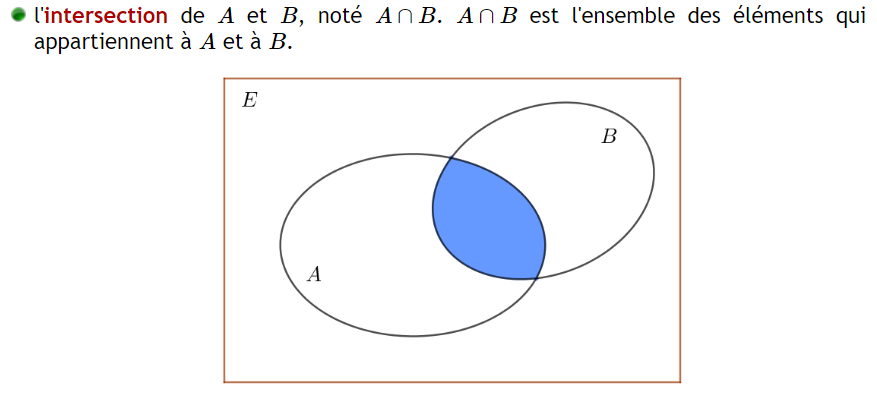 l'intersection de A et B, noté A ∩ B. A ∩ B est l'ensemble des éléments qui
appartiennent à A et à B.
E
B
A